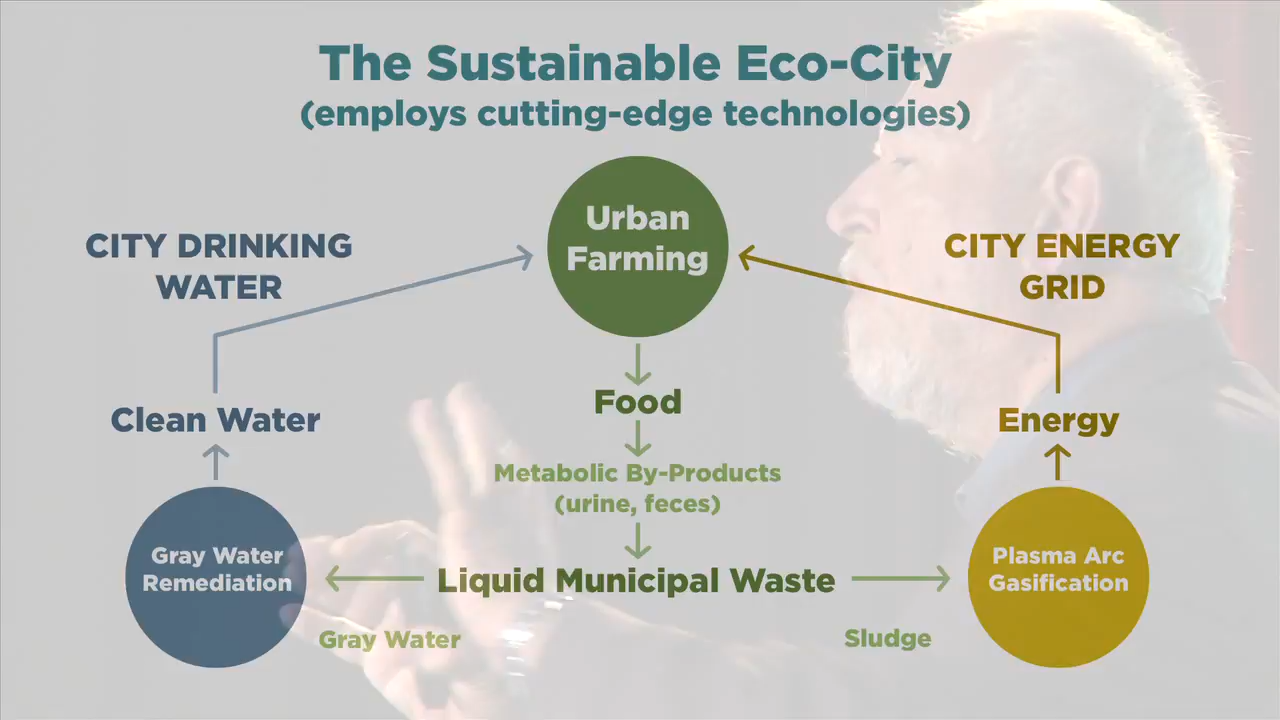 The Sustainable Eco-City
(employs cutting-edge technologies)
Urban
Farming
CITY DRINKING
WATER
CITY ENERGY
GRID
Food
Clean Water
Energy
Metabolic By-Products
(urine, feces)
Gray Water
Remediation
Liquid Municipal Waste
Plasma Arc
Gasification
Gray Water
Sludge